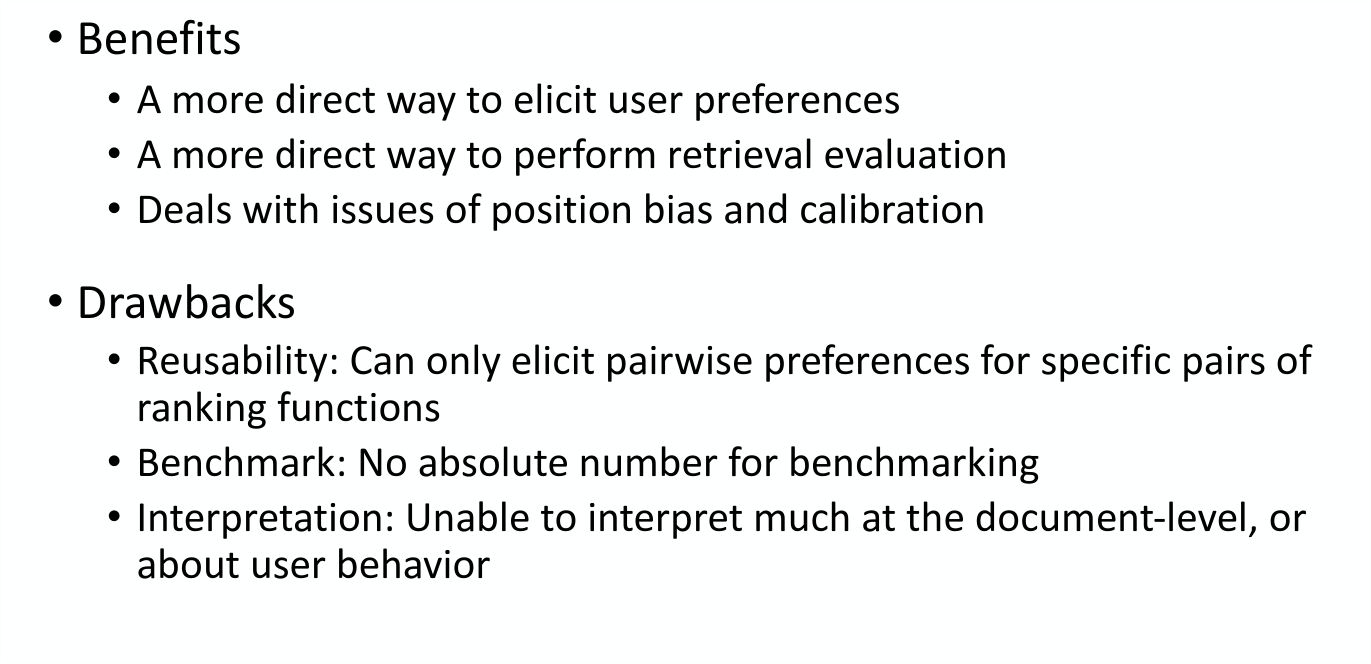 • Benefits
• A more direct way to elicit user preferences
• A more direct way to perform retrieval evaluation
• Deals with issues of position bias and calibration
• Drawbacks
• Reusability: Can only elicit pairwise preferences for specific pairs of
ranking functions
• Benchmark: No absolute number for benchmarking
• Interpretation: Unable to interpret much at the document-level, or
about user behavior